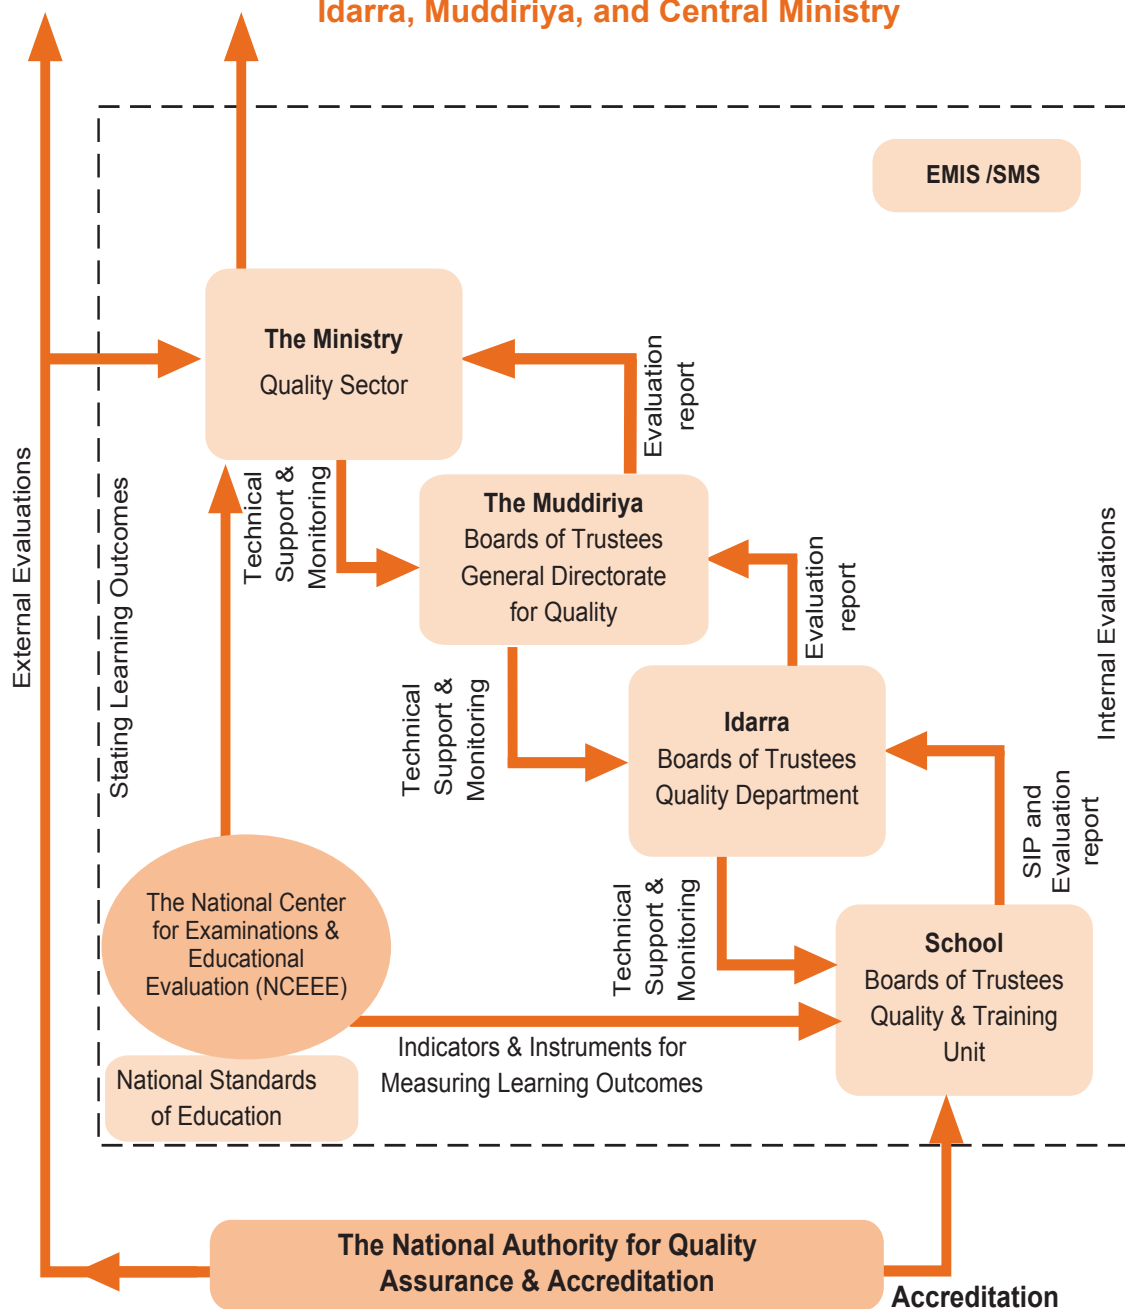 Idarra, Muddiriya, and Central Ministry
EMIS /SMS
The Ministry
Quality Sector
Evaluation
report
External Evaluations
Stating Learning Outcomes
Technical
Support &
Monitoring
The Muddiriya
Boards of Trustees
General Directorate
for Quality
Evaluation
report
Internal Evaluations
Technical
Support &
Monitoring
Idarra
Boards of Trustees
Quality Department
SIP and
Evaluation
report
Technical
Support &
Monitoring
The National Center
for Examinations &
Educational
Evaluation (NCEEE)
School
Boards of Trustees
Quality & Training
Unit
Indicators & Instruments for
Measuring Learning Outcomes
National Standards
of Education
The National Authority for Quality
Assurance & Accreditation
Accreditation